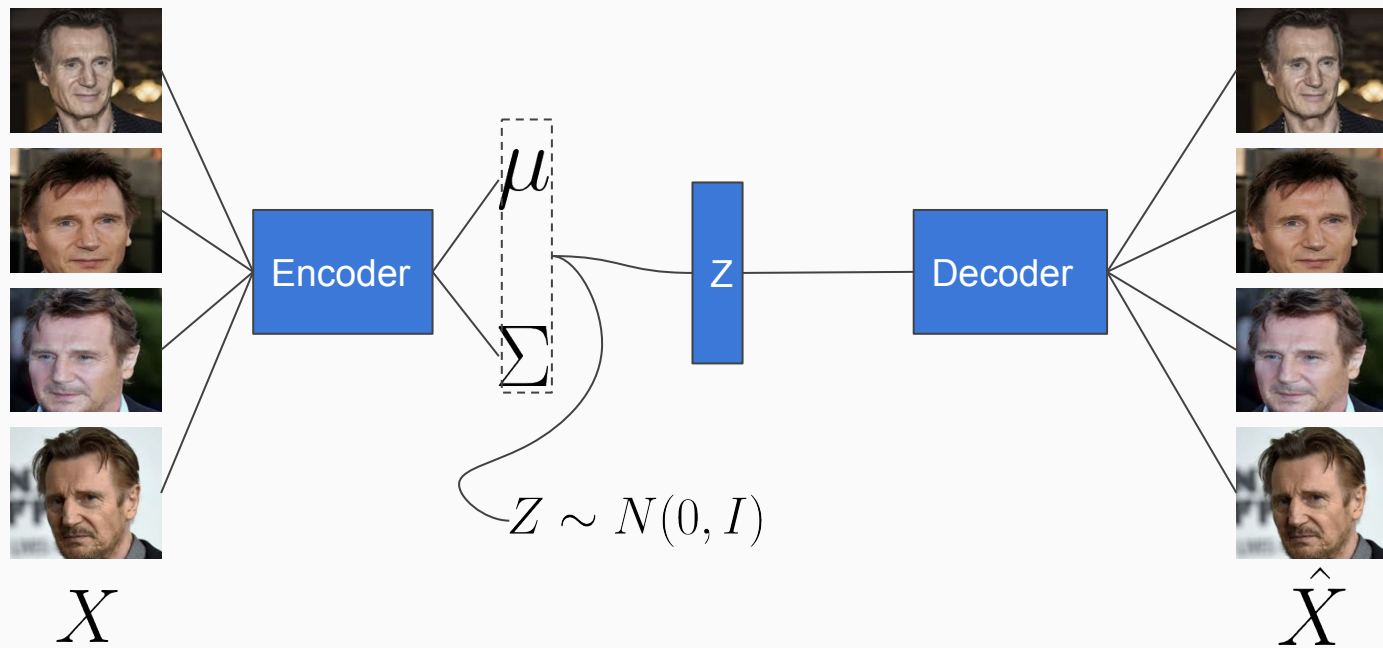 μ
Encoder
Z
Decoder
Σ
Z ∼ N(0, I)
X
X̂